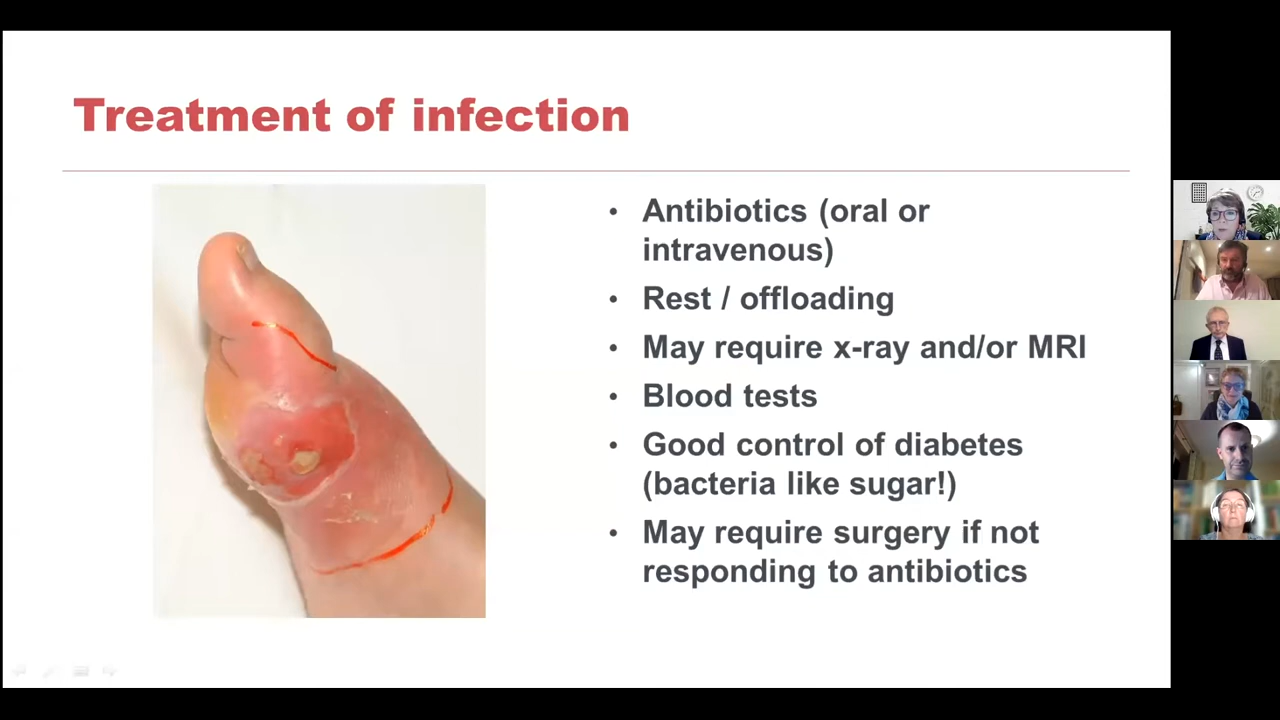 Treatment of infection
• Antibiotics (oral or
intravenous)
• Rest / offloading
• May require x-ray and/or MRI
• Blood tests
• Good control of diabetes
(bacteria like sugar!)
• May require surgery if not
responding to antibiotics